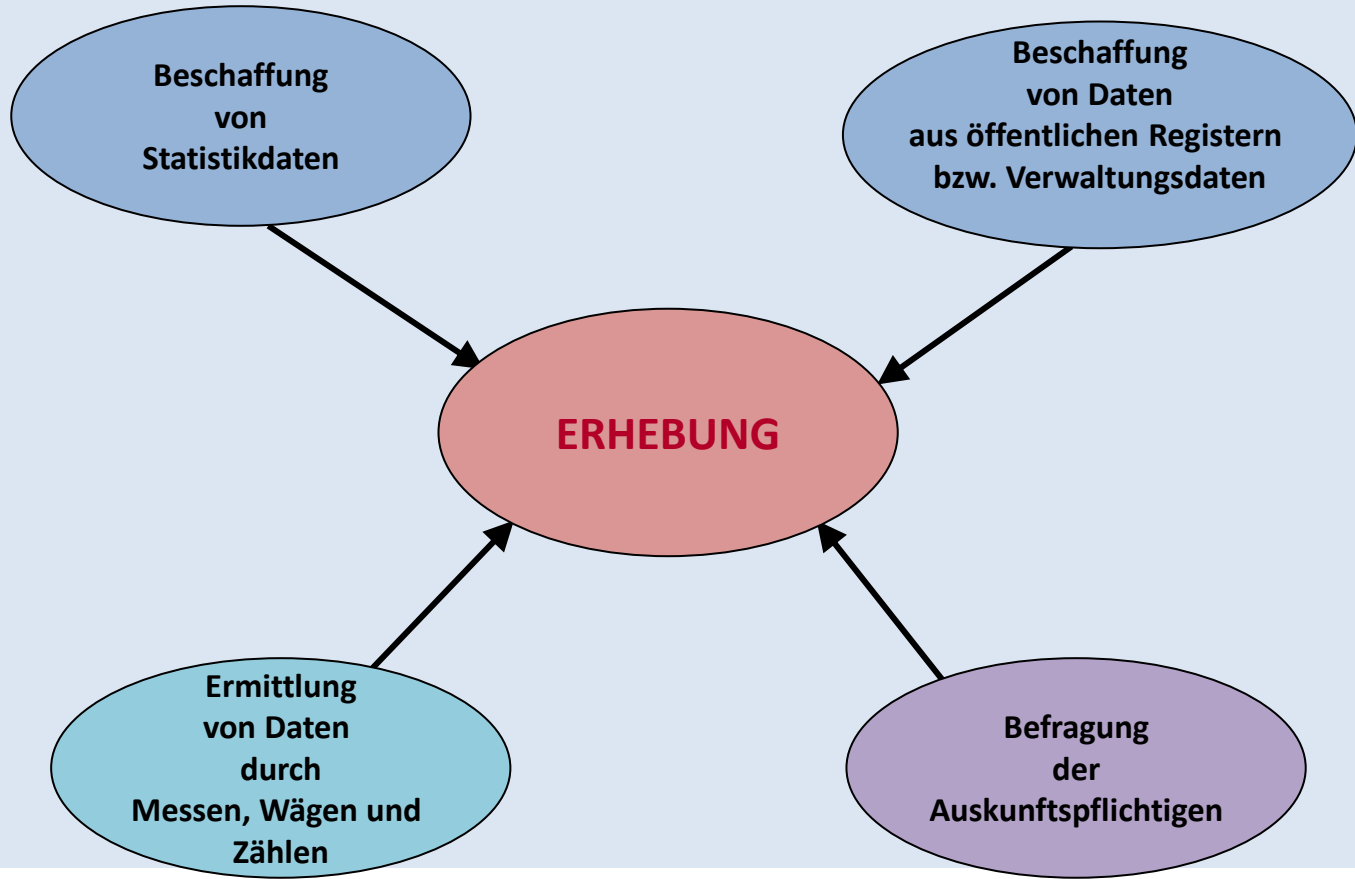 Beschaffung
von
Statistikdaten
Beschaffung
von Daten
aus öffentlichen Registern
bzw. Verwaltungsdaten
ERHEBUNG
Ermittlung
von Daten
durch
Messen, Wägen und
Zählen
Befragung
der
Auskunftspflichtigen